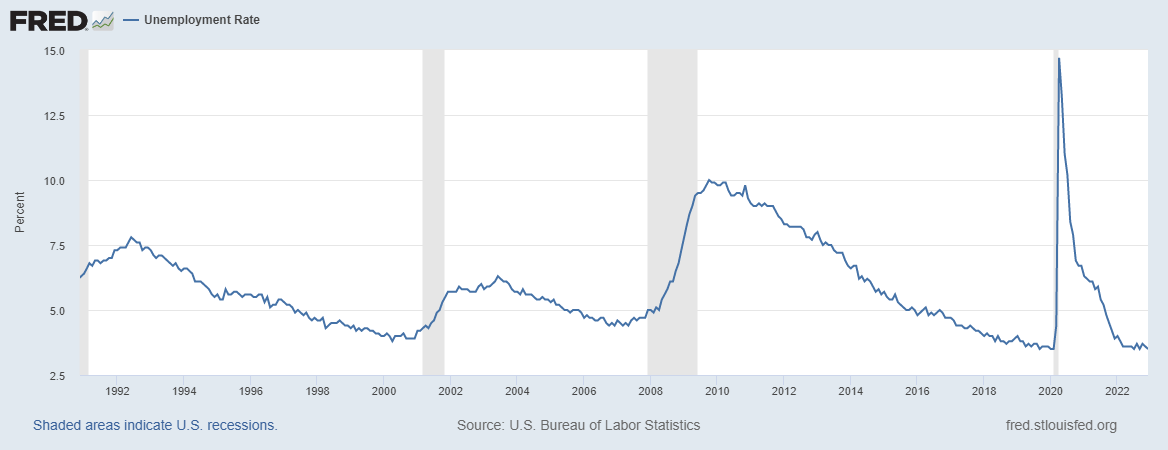 FRED Unemployment Rate
15.0
12.5
10.0
7.5
5.0
2.5
Percent
1992 1994 1996 1998 2000 2002 2004 2006 2008 2010 2012 2014 2016 2018 2020 2022
Shaded areas indicate U.S. recessions. Source: U.S. Bureau of Labor Statistics fred.stlouisfed.org